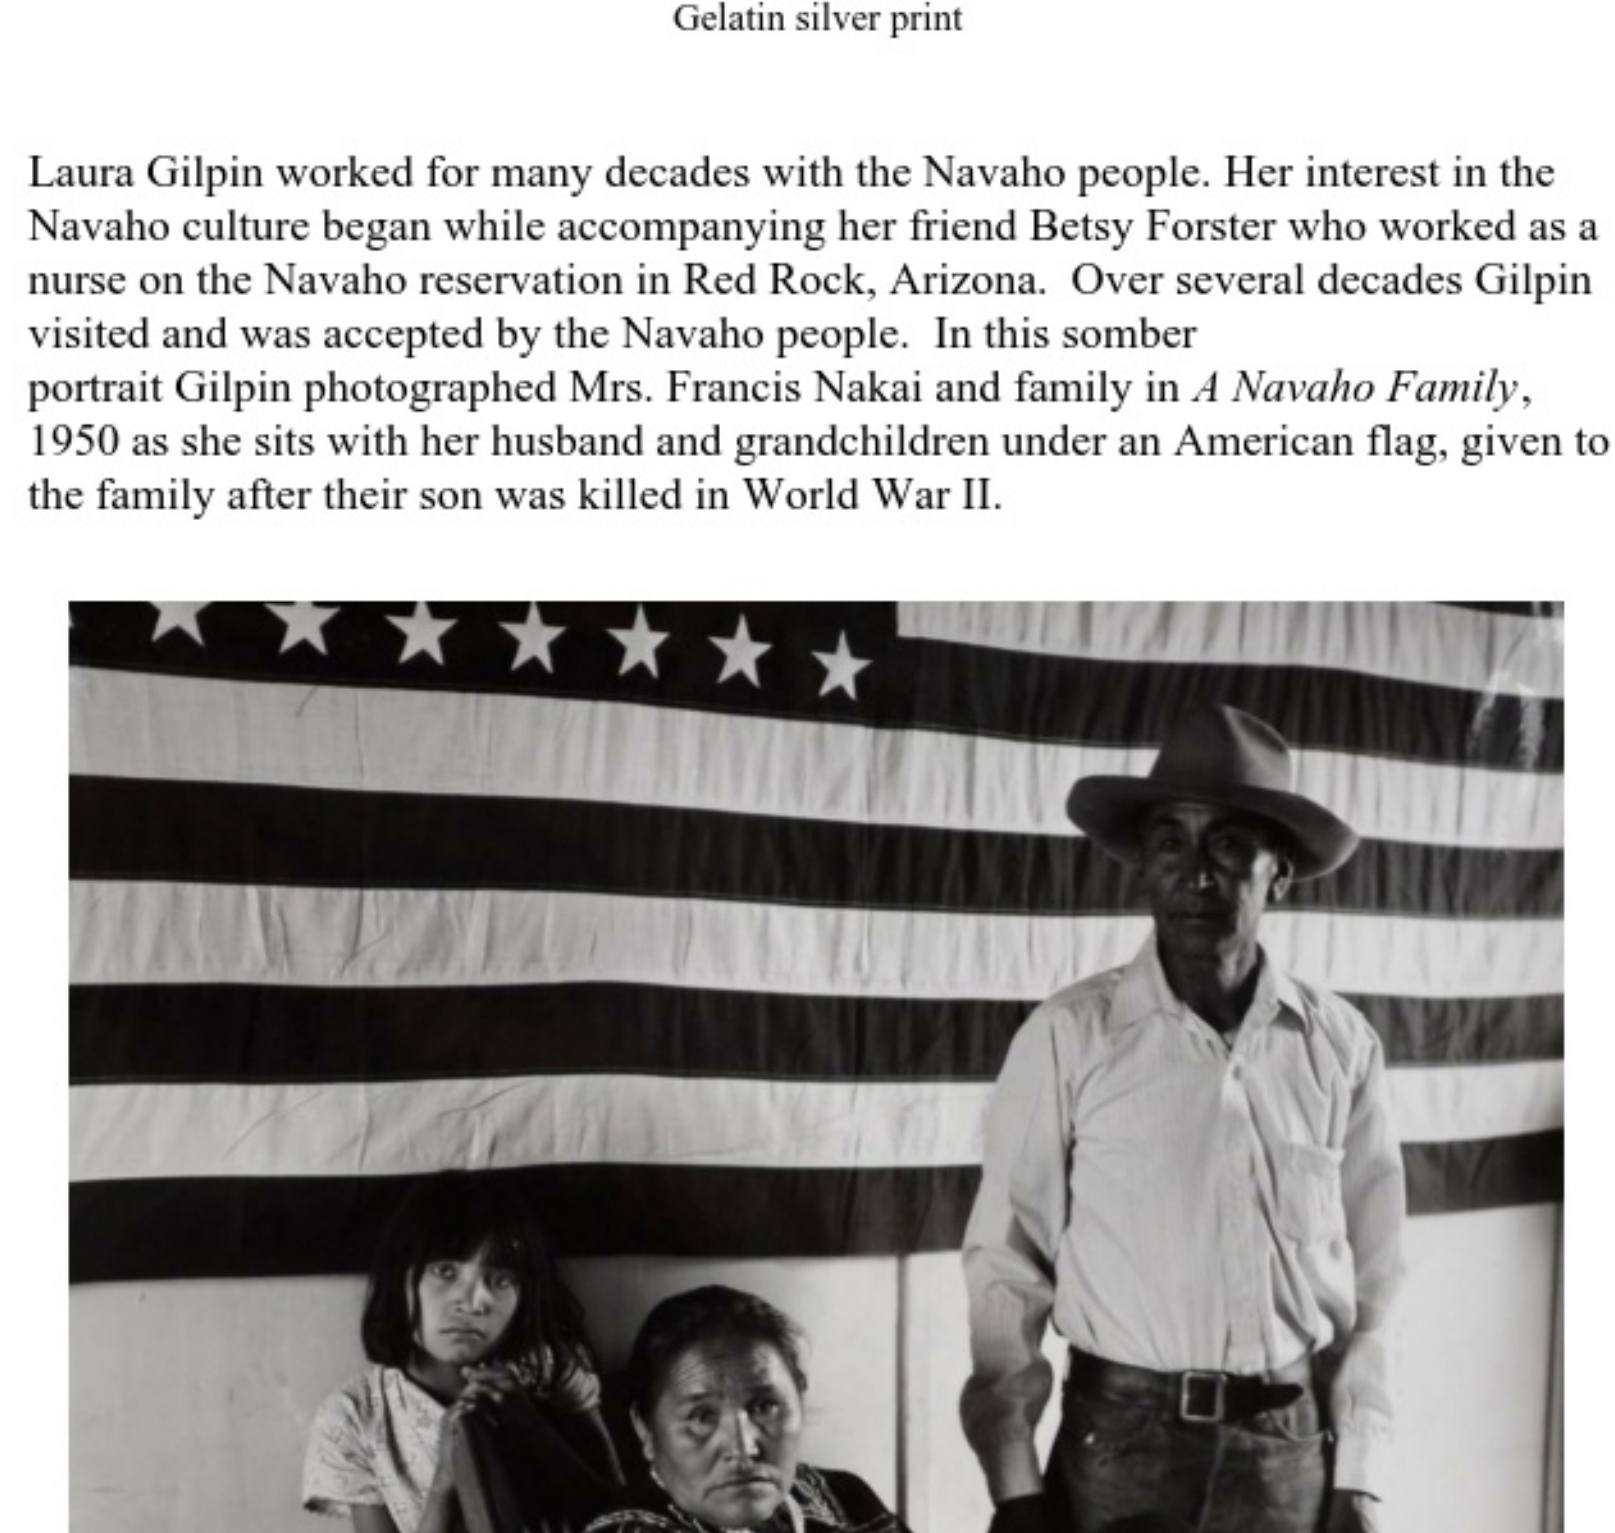 Gelatin silver print
Laura Gilpin worked for many decades with the Navaho people. Her interest in the
Navaho culture began while accompanying her friend Betsy Forster who worked as a
nurse on the Navaho reservation in Red Rock, Arizona.  Over several decades Gilpin
visited and was accepted by the Navaho people.  In this somber
portrait Gilpin photographed Mrs. Francis Nakai and family in A Navaho Family,
1950 as she sits with her husband and grandchildren under an American flag, given to
the family after their son was killed in World War II.